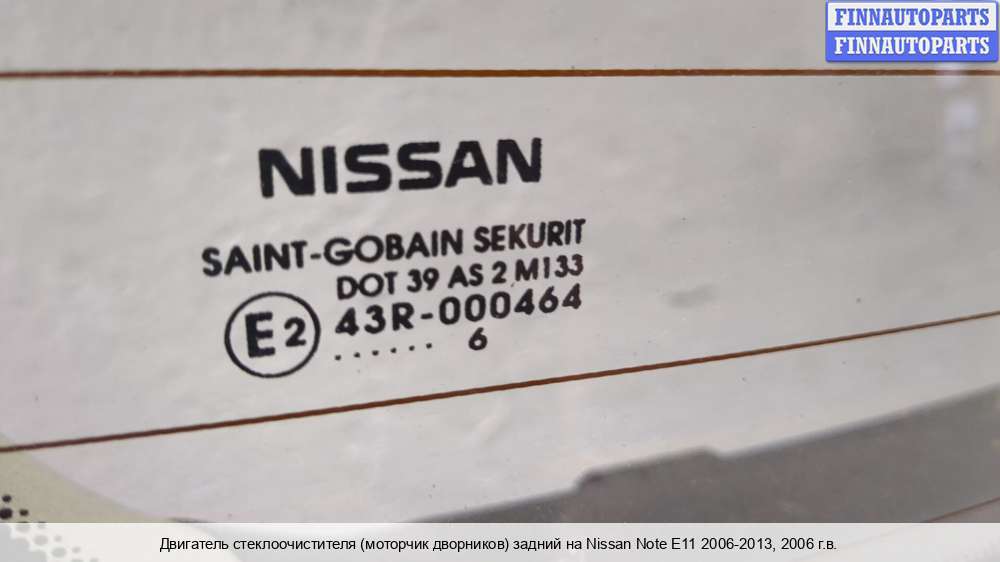 FINNAUTOPARTS
FINNAUTOPARTS
NISSAN
SAINT-GOBAIN SEKURIT
DOT 39 AS 2 M133
E2 43R-000464
...... 6
Двигатель стеклоочистителя (моторчик дворников) задний на Nissan Note E11 2006-2013, 2006 г.в.